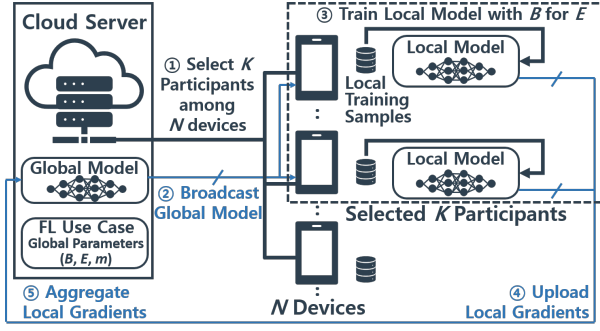 Cloud Server
① Select K
Participants
among
N devices
③ Train Local Model with B for E
Local Model
Local
Training
Samples
Global Model
② Broadcast
Global Model
Local Model
Selected K Participants
FL Use Case
Global Parameters
(B, E, m)
⑤ Aggregate
Local Gradients
N Devices
④ Upload
Local Gradients